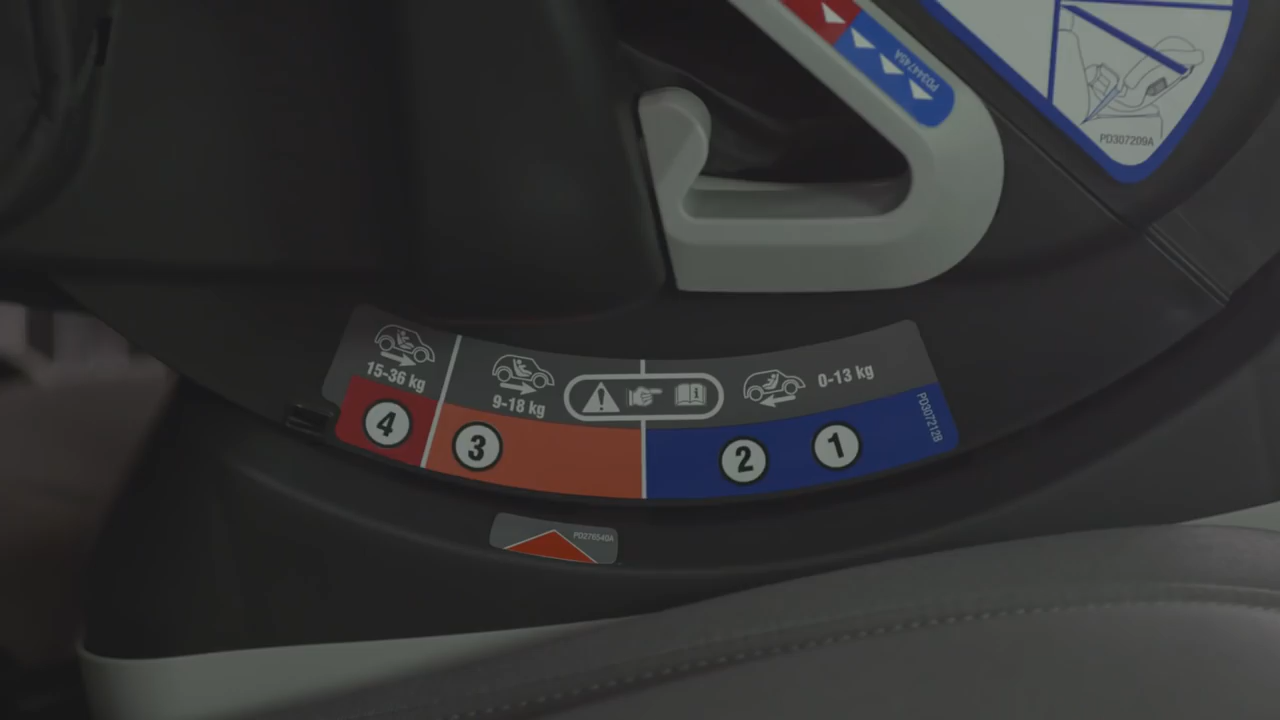 PD344745A
PD307209A
15-36 kg
9-18 kg
0-13 kg
4
3
2
1
PD307212B
PD276540A